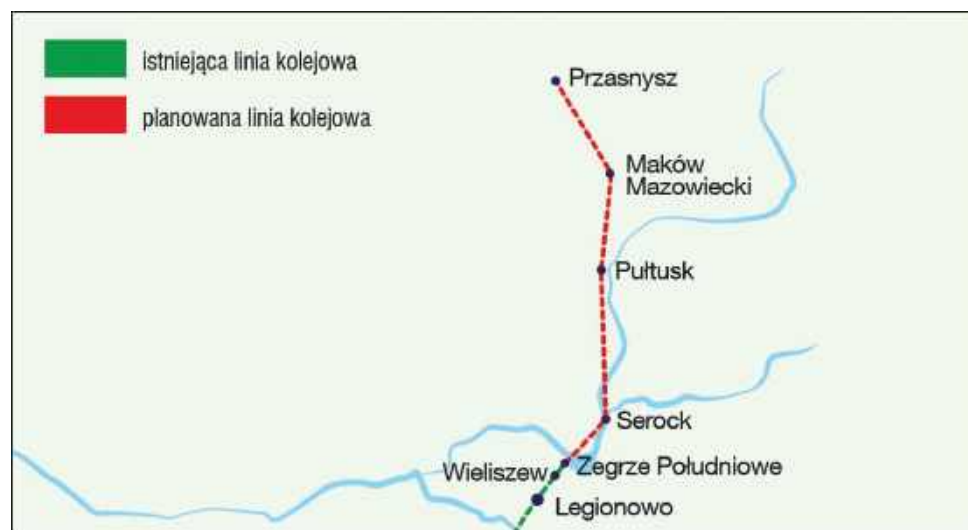 istniejąca linia kolejowa
planowana linia kolejowa
Przasnysz
Maków
Mazowiecki
Pułtusk
Serock
Wieliszew
Zegrze Południowe
Legionowo